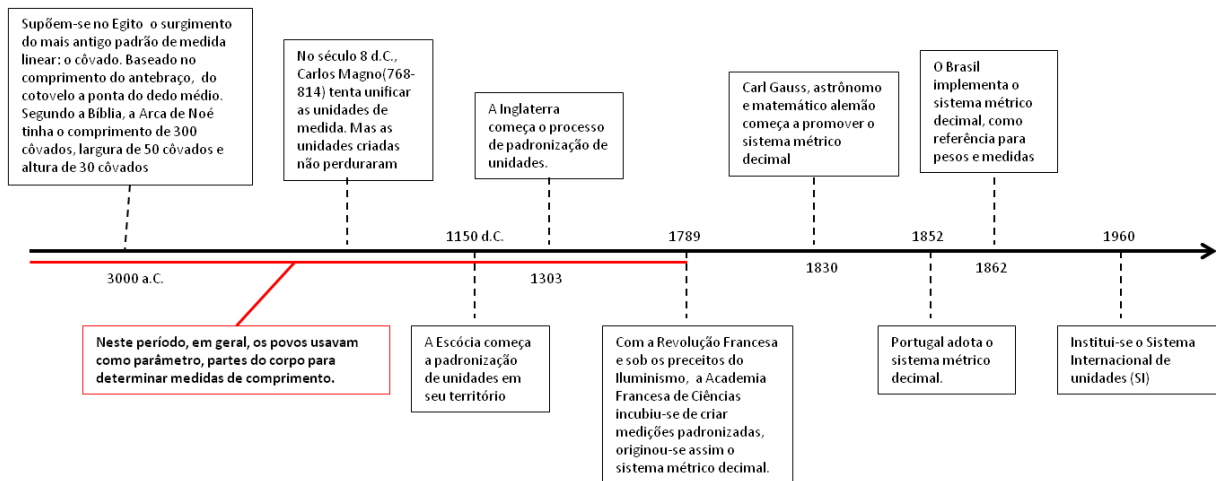 Supõem-se no Egito o surgimento
do mais antigo padrão de medida
linear: o côvado. Baseado no
comprimento do antebraço, do
cotovelo a ponta do dedo médio.
Segundo a Bíblia, a Arca de Noé
tinha o comprimento de 300
côvados, largura de 50 côvados e
altura de 30 côvados
No século 8 d.C.,
Carlos Magno(768-
814) tenta unificar
as unidades de
medida. Mas as
unidades criadas
não perduraram
A Inglaterra
começa o processo
de padronização de
unidades.
Carl Gauss, astrônomo
e matemático alemão
começa a promover o
sistema métrico
decimal
O Brasil
implementa o
sistema métrico
decimal, como
referência para
pesos e medidas
1150 d.C.
1789
1852
1960
3000 a.C.
1303
1830
1862
Neste período, em geral, os povos usavam
como parâmetro, partes do corpo para
determinar medidas de comprimento.
A Escócia começa
a padronização
de unidades em
seu território
Com a Revolução Francesa
e sob os preceitos do
Iluminismo, a Academia
Francesa de Ciências
incubiu-se de criar
medições padronizadas,
originou-se assim o
sistema métrico decimal.
Portugal adota o
sistema métrico
decimal.
Institui-se o Sistema
Internacional de
unidades (SI)